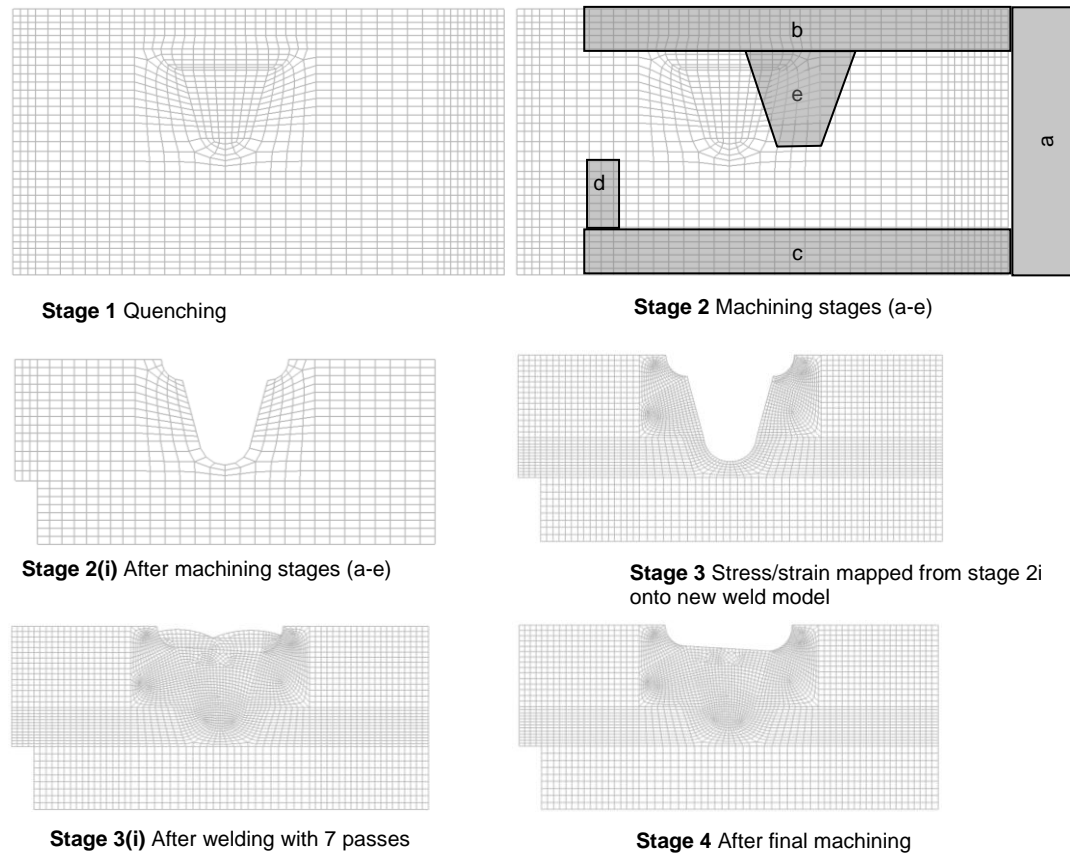 b
e
a
d
c
Stage 1 Quenching
Stage 2 Machining stages (a-e)
Stage 2(i) After machining stages (a-e)
Stage 3 Stress/strain mapped from stage 2i
onto new weld model
Stage 3(i) After welding with 7 passes
Stage 4 After final machining